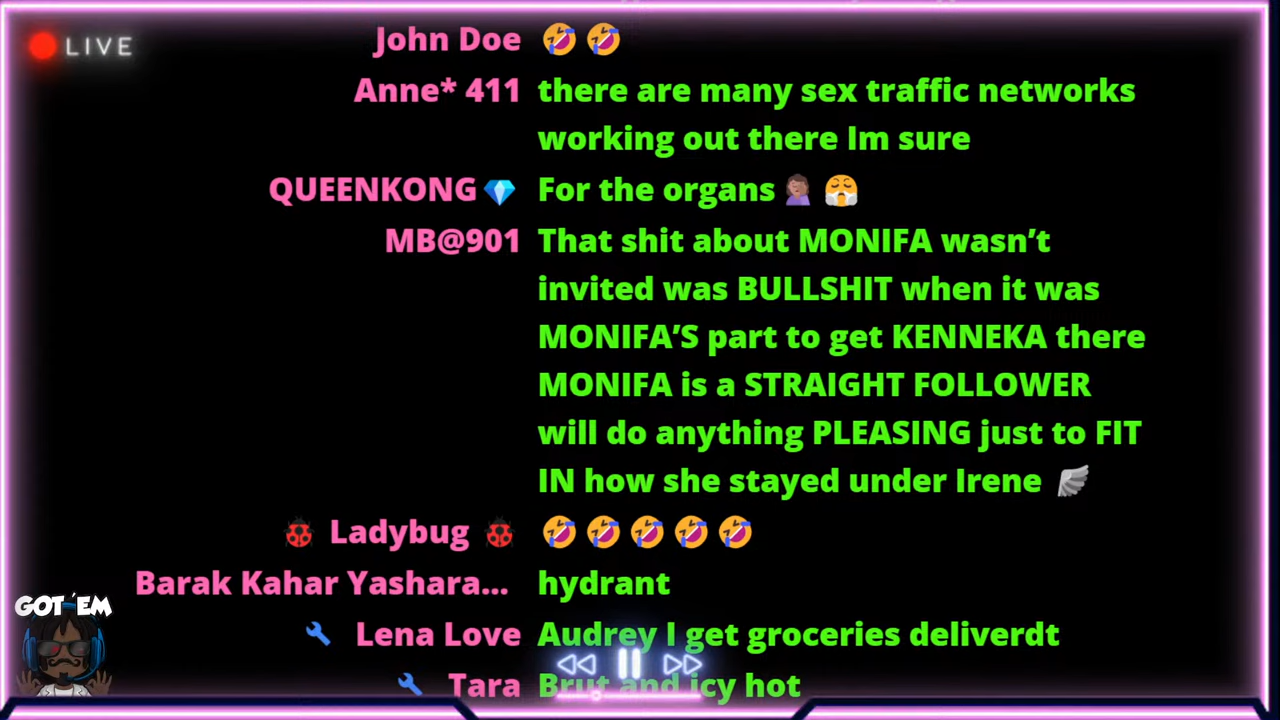 LIVE
John Doe 🤣🤣
Anne* 411 there are many sex traffic networks
working out there Im sure
QUEENKONG💎 For the organs 🤦🏽‍♀️ 😤
MB@901 That shit about MONIFA wasn’t
invited was BULLSHIT when it was
MONIFA’S part to get KENNEKA there
MONIFA is a STRAIGHT FOLLOWER
will do anything PLEASING just to FIT
IN how she stayed under Irene 🪽
🐞 Ladybug 🐞 🤣🤣🤣🤣🤣
Barak Kahar Yashara... hydrant
GOT 'EM
🔧 Lena Love Audrey I get groceries deliverdt
🔧 Tara Brut and icy hot